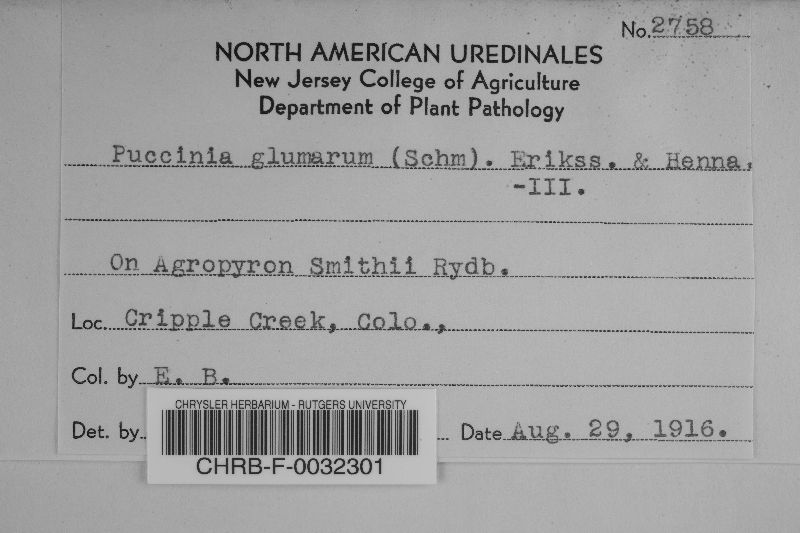 No. 2758
NORTH AMERICAN UREDINALES
New Jersey College of Agriculture
Department of Plant Pathology
Puccinia glumarum (Schm). Erikss. & Henna.
-III.
On Agropyron Smithii Rydb.
Loc. Cripple Creek, Colo.,
Col. by E. B.
Det. by
Date Aug. 29, 1916.
CHRYSLER HERBARIUM - RUTGERS UNIVERSITY
CHRB-F-0032301